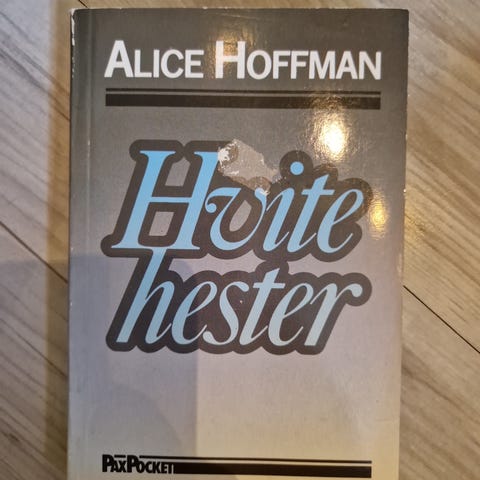 ALICE HOFFMAN
Hvite
hester
PAXPOCKET